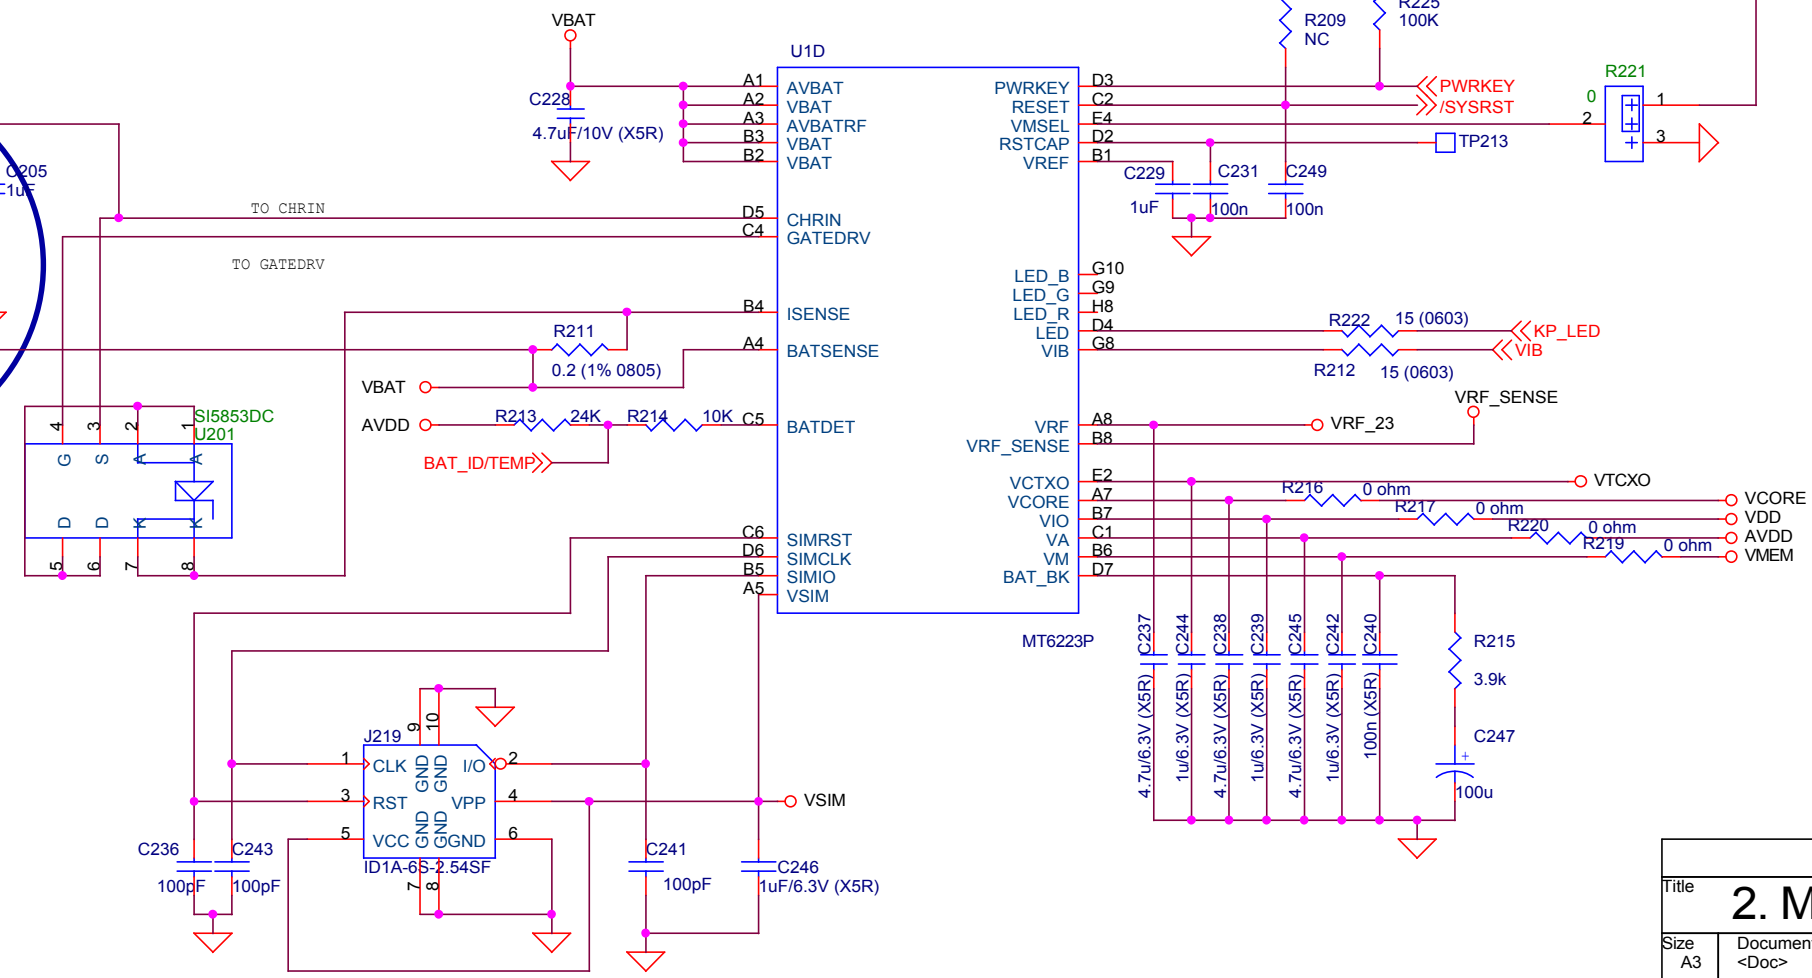 VBAT
C228
4.7uF/10V (X5R)
U1D
A1 AVBAT
A2 VBAT
A3 AVBATRF
B3 VBAT
B2 VBAT
D5 CHRIN
C4 GATEDRV
B4 ISENSE
A4 BATSENSE
C5 BATDET
C6 SIMRST
D6 SIMCLK
B5 SIMIO
A5 VSIM
PWRKEY D3
RESET C2
VMSEL E4
RSTCAP D2
VREF B1
LED_B G10
LED_G G9
LED_R H8
LED D4
VIB G8
VRF A8
VRF_SENSE B8
VCTXO E2
VCORE A7
VIO B7
VA C1
VM B6
BAT_BK D7
MT6223P
R209
NC
R225
100K
PWRKEY
/SYSRST
TP213
R221
0
1
2
3
C229
1uF
C231
100n
C249
100n
R222 15 (0603)
KP_LED
VIB
R212 15 (0603)
VRF_SENSE
VRF_23
VTCXO
R216 0 ohm
VCORE
R217 0 ohm
VDD
R220 0 ohm
AVDD
R219 0 ohm
VMEM
C237
4.7u/6.3V (X5R)
C244
1u/6.3V (X5R)
C238
4.7u/6.3V (X5R)
C239
1u/6.3V (X5R)
C245
4.7u/6.3V (X5R)
C242
1u/6.3V (X5R)
C240
100n (X5R)
R215
3.9k
C247
+
100u
C205
1uF
TO CHRIN
TO GATEDRV
R211
0.2 (1% 0805)
VBAT
AVDD
R213 24K
R214 10K
BAT_ID/TEMP
SI5853DC
U201
4 3 2 1
G S A A
D D K K
5 6 7 8
J219
9 10
1 CLK
3 RST
5 VCC
GND GND
GND GND
I/O 2
VPP 4
GND 6
ID1A-6S-2.54SF
7 8
VSIM
C236
100pF
C243
100pF
C241
100pF
C246
1uF/6.3V (X5R)
Title
2. M
Size
A3
Document
<Doc>